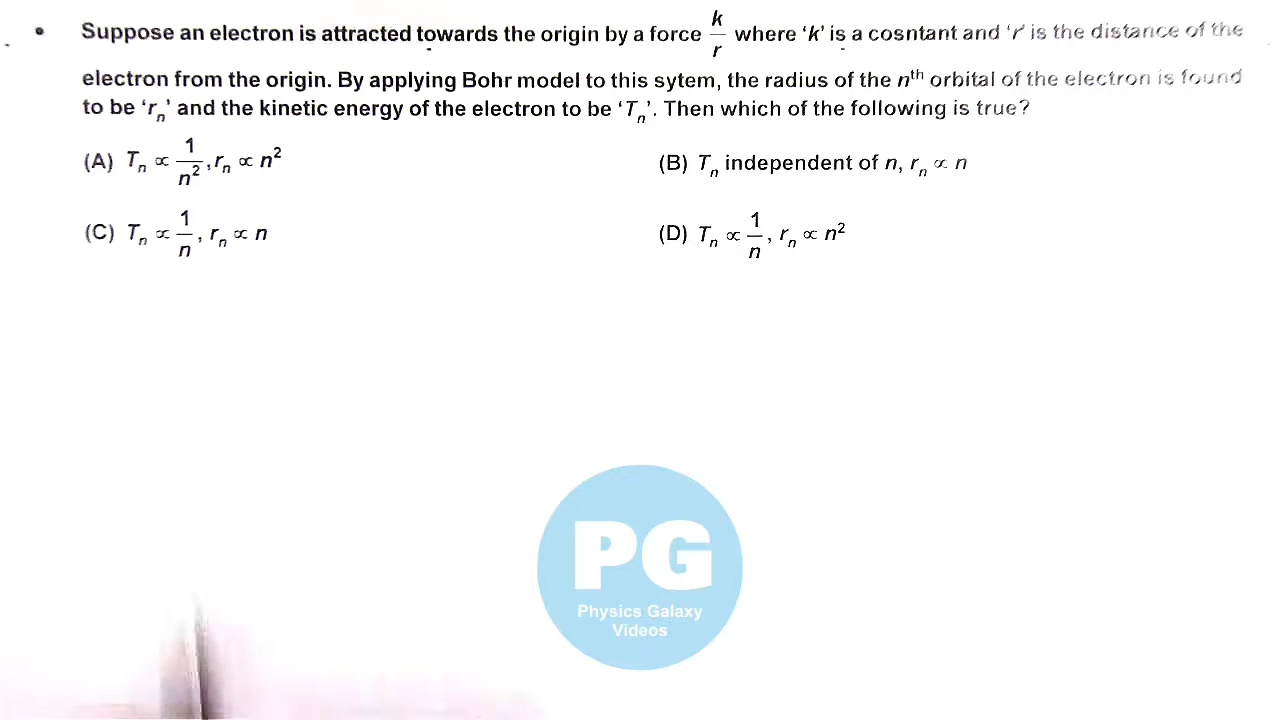 • Suppose an electron is attracted towards the origin by a force k/r where ‘k’ is a cosntant and ‘r’ is the distance of the
electron from the origin. By applying Bohr model to this sytem, the radius of the nᵗʰ orbital of the electron is found
to be ‘rₙ’ and the kinetic energy of the electron to be ‘Tₙ’. Then which of the following is true?
(A) Tₙ ∝ 1/n², rₙ ∝ n² (B) Tₙ independent of n, rₙ ∝ n
(C) Tₙ ∝ 1/n, rₙ ∝ n (D) Tₙ ∝ 1/n, rₙ ∝ n²
PG
Physics Galaxy
Videos